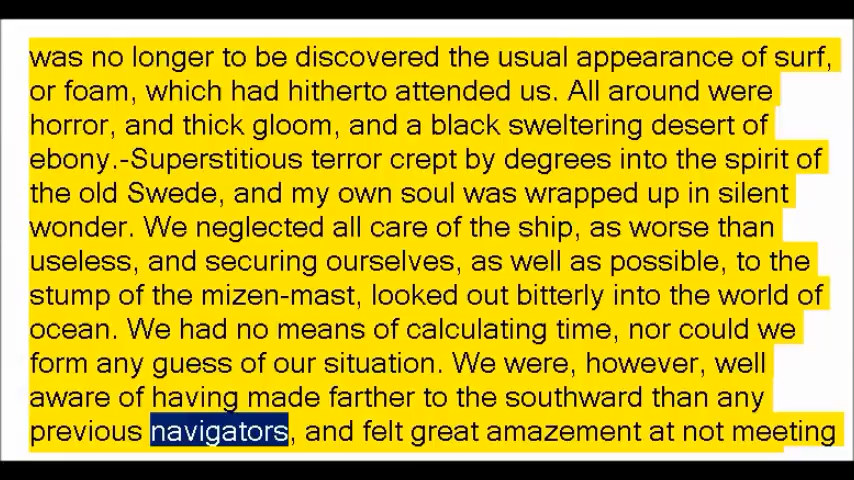 was no longer to be discovered the usual appearance of surf,
or foam, which had hitherto attended us. All around were
horror, and thick gloom, and a black sweltering desert of
ebony.-Superstitious terror crept by degrees into the spirit of
the old Swede, and my own soul was wrapped up in silent
wonder. We neglected all care of the ship, as worse than
useless, and securing ourselves, as well as possible, to the
stump of the mizen-mast, looked out bitterly into the world of
ocean. We had no means of calculating time, nor could we
form any guess of our situation. We were, however, well
aware of having made farther to the southward than any
previous navigators, and felt great amazement at not meeting